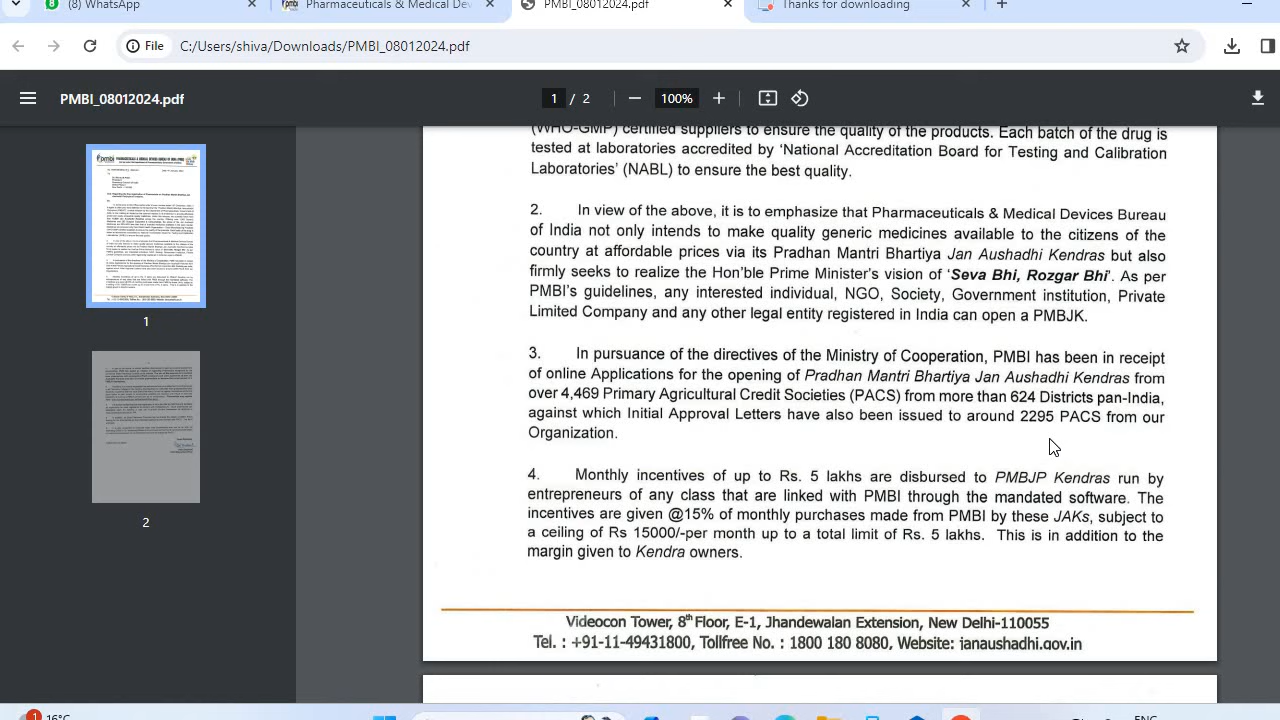 (8) WhatsApp
Pharmaceuticals & Medical Dev
PMBI_08012024.pdf
Thanks for downloading
File
C:/Users/shiva/Downloads/PMBI_08012024.pdf
PMBI_08012024.pdf
1 / 2
100%
(WHO-GMP) certified suppliers to ensure the quality of the products. Each batch of the drug is
tested at laboratories accredited by 'National Accreditation Board for Testing and Calibration
Laboratories' (NABL) to ensure the best quality.
2. In view of the above, it is to emphasize Pharmaceuticals & Medical Devices Bureau
of India not only intends to make quality generic medicines available to the citizens of the
country at affordable prices via its Pradhan Mantri Bhartiya Jan Aushadhi Kendras but also
firmly seeks to realize the Hon'ble Prime Minister's vision of 'Seva Bhi, Rozgar Bhi'. As per
PMBI's guidelines, any interested individual, NGO, Society, Government institution, Private
Limited Company and any other legal entity registered in India can open a PMBJK.
3. In pursuance of the directives of the Ministry of Cooperation, PMBI has been in receipt
of online Applications for the opening of Pradhan Mantri Bhartiya Jan Aushadhi Kendras from
over 4,469 Primary Agricultural Credit Societies (PACS) from more than 624 Districts pan-India,
against which Initial Approval Letters have also been issued to around 2295 PACS from our
Organization.
4. Monthly incentives of up to Rs. 5 lakhs are disbursed to PMBJP Kendras run by
entrepreneurs of any class that are linked with PMBI through the mandated software. The
incentives are given @15% of monthly purchases made from PMBI by these JAKs, subject to
a ceiling of Rs 15000/-per month up to a total limit of Rs. 5 lakhs. This is in addition to the
margin given to Kendra owners.
Videocon Tower, 8th Floor, E-1, Jhandewalan Extension, New Delhi-110055
Tel. : +91-11-49431800, Tollfree No. : 1800 180 8080, Website: janaushadhi.gov.in
1
2
16°C
ENG